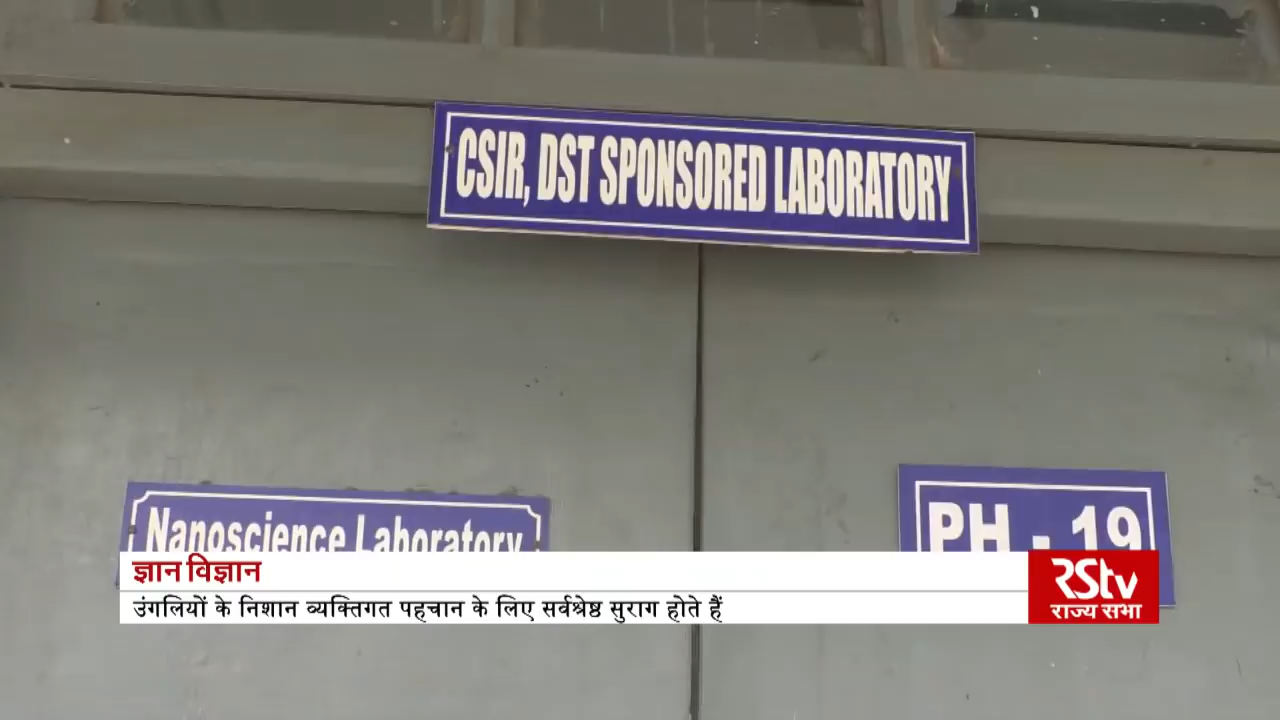 CSIR, DST SPONSORED LABORATORY
Nanoscience Laboratory
PH - 19
ज्ञान विज्ञान
उंगलियों के निशान व्यक्तिगत पहचान के लिए सर्वश्रेष्ठ सुराग होते हैं
RStv
राज्य सभा